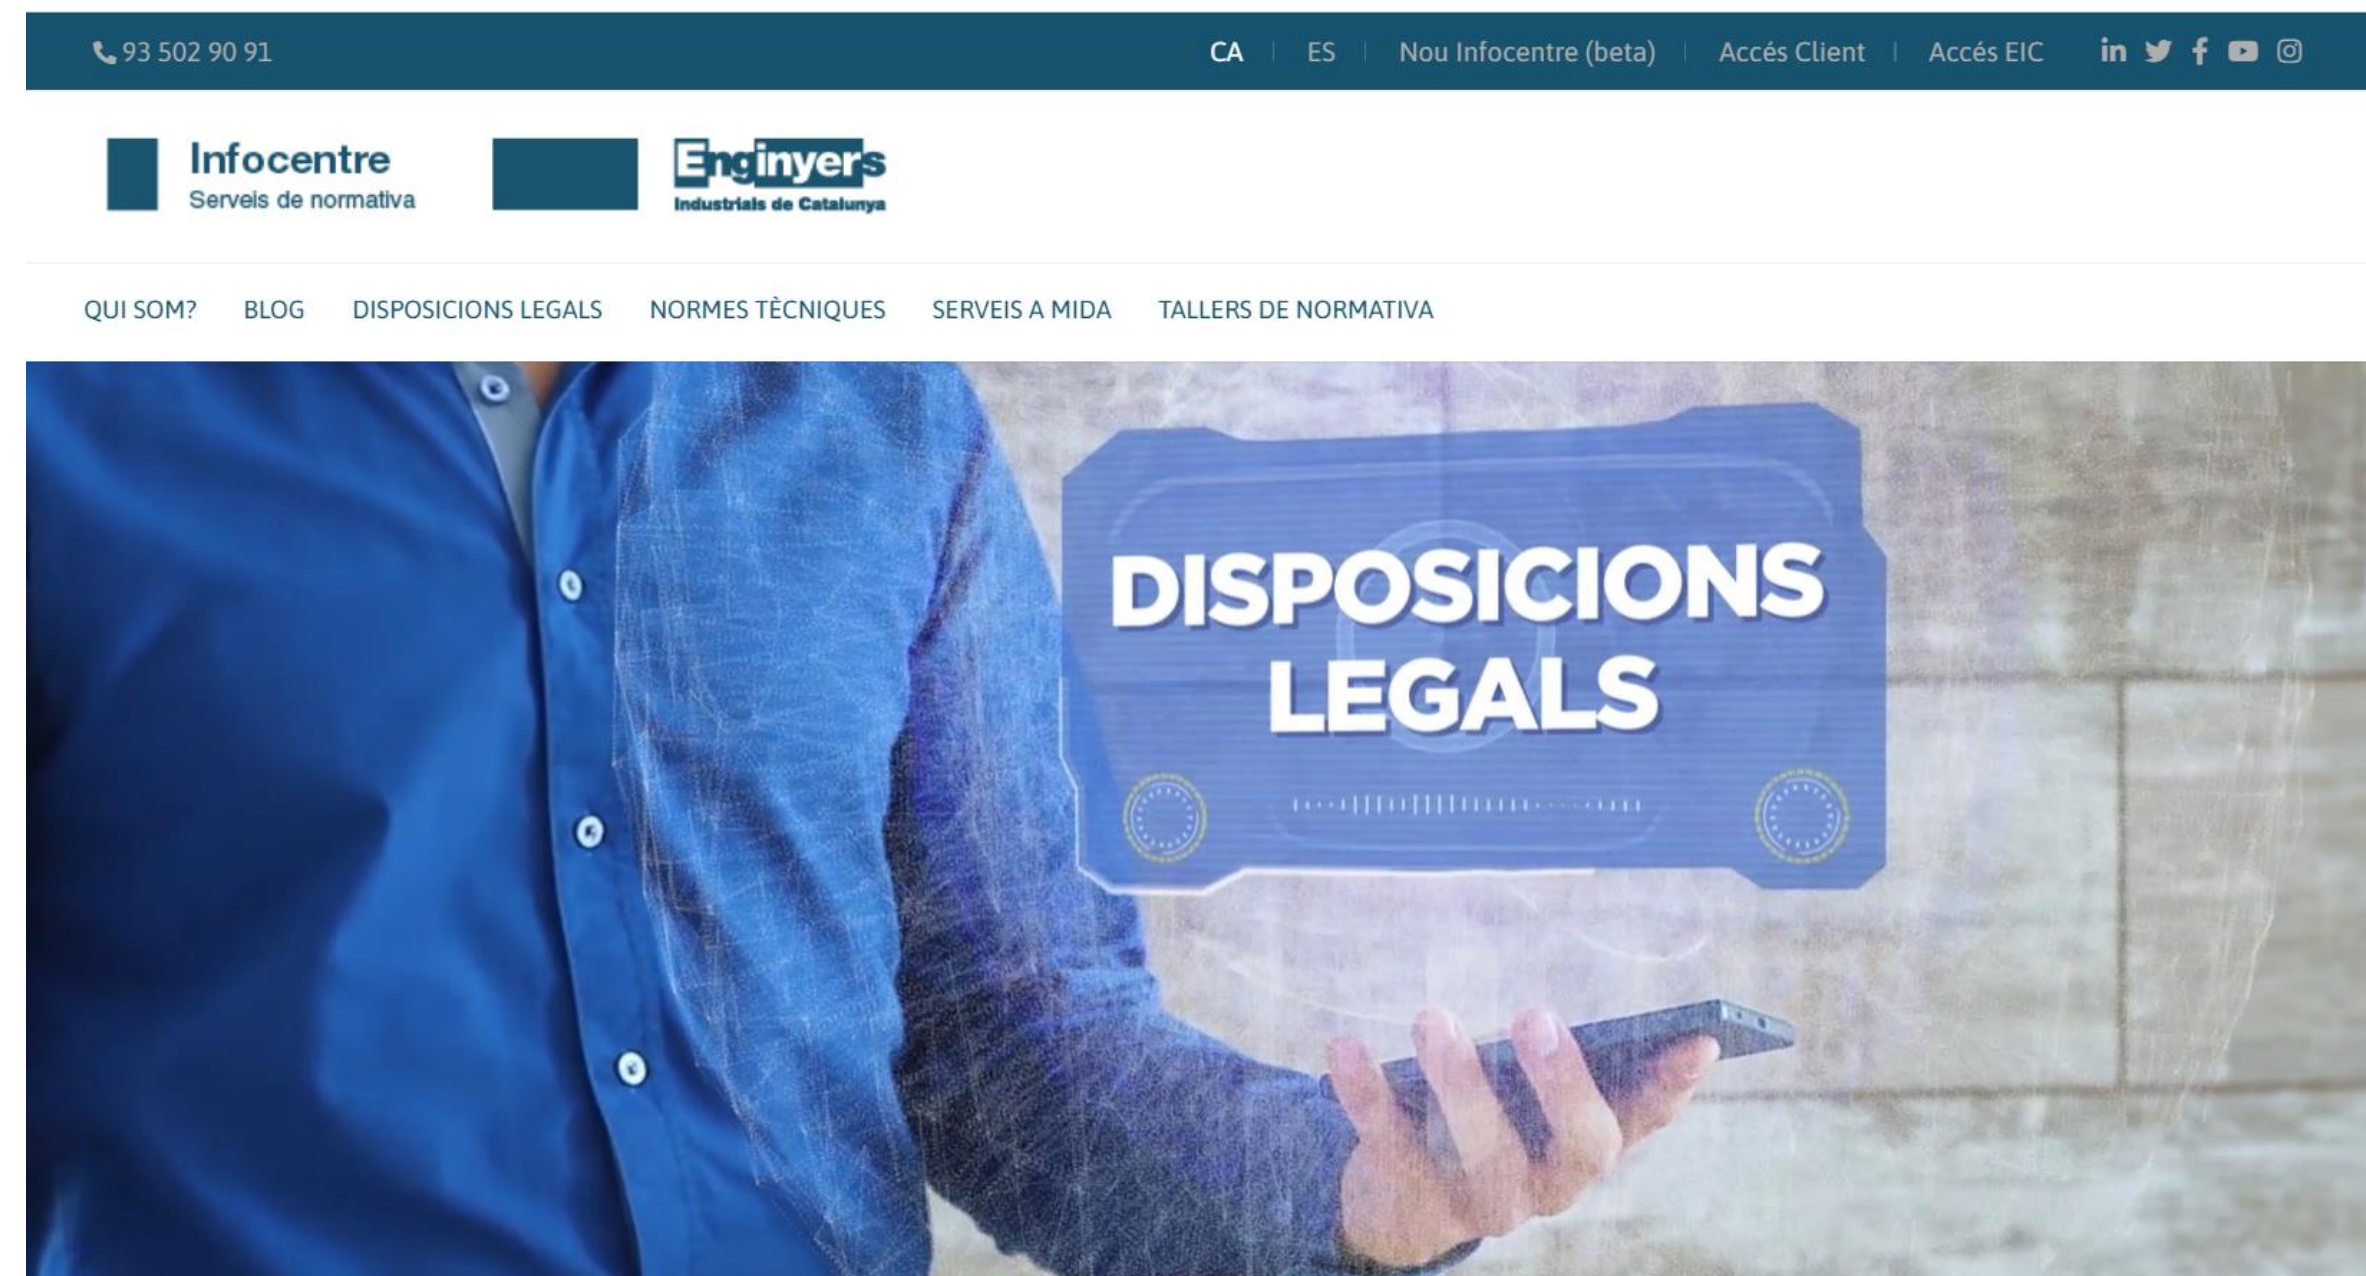 93 502 90 91
CA | ES | Nou Infocentre (beta) | Accés Client | Accés EIC
Infocentre
Serveis de normativa
Enginyers
Industrials de Catalunya
QUI SOM? BLOG DISPOSICIONS LEGALS NORMES TÈCNIQUES SERVEIS A MIDA TALLERS DE NORMATIVA
DISPOSICIONS
LEGALS